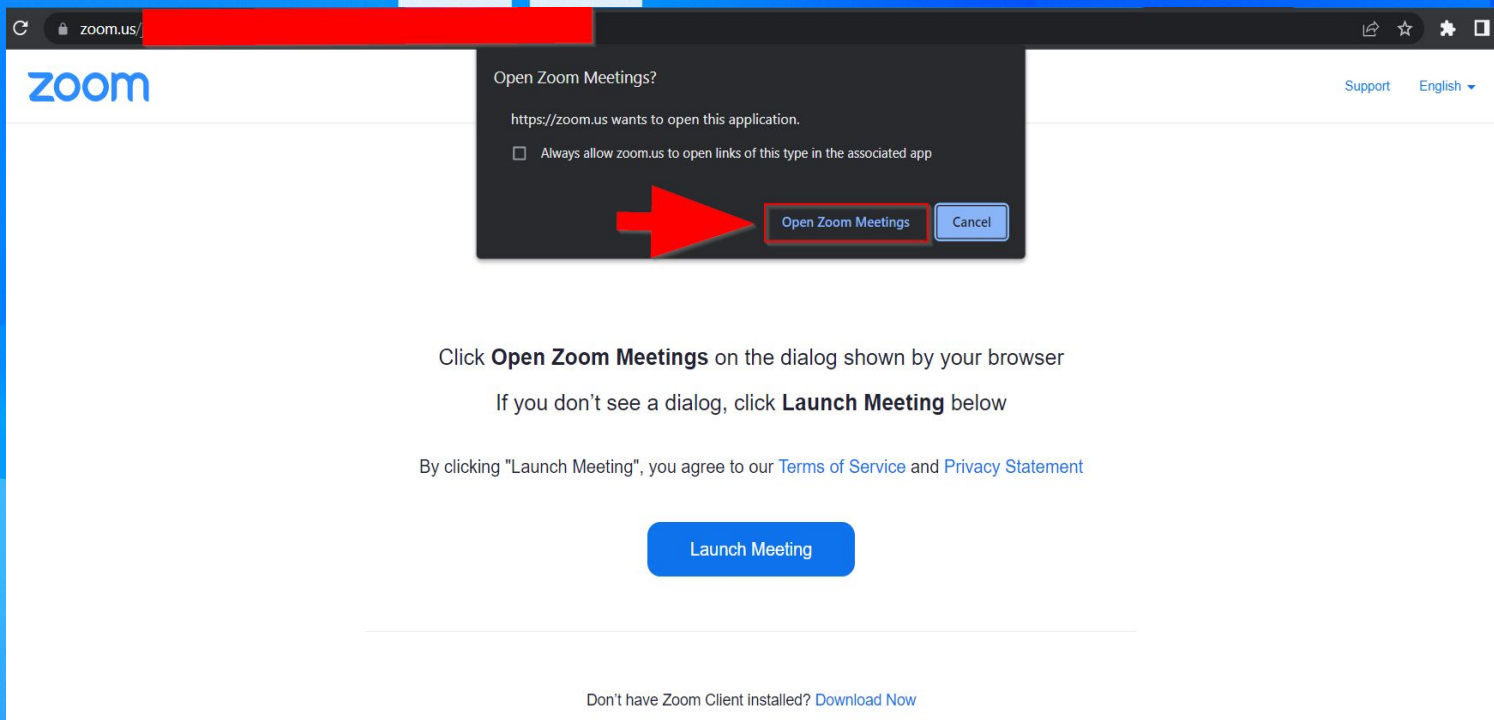 zoom.us/
zoom
Support English
Open Zoom Meetings?
https://zoom.us wants to open this application.
Always allow zoom.us to open links of this type in the associated app
Open Zoom Meetings Cancel
Click Open Zoom Meetings on the dialog shown by your browser
If you don’t see a dialog, click Launch Meeting below
By clicking "Launch Meeting", you agree to our Terms of Service and Privacy Statement
Launch Meeting
Don’t have Zoom Client installed? Download Now